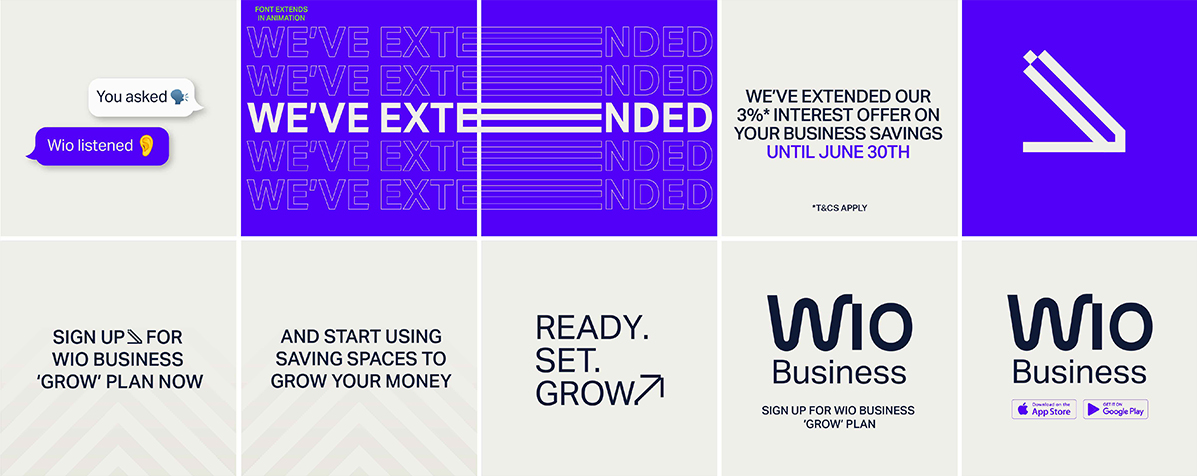 You asked 🗣️
Wio listened 👂
FONT EXTENDS
IN ANIMATION
WE'VE EXTENDED
WE'VE EXTENDED
WE'VE EXTENDED
WE'VE EXTENDED
WE'VE EXTENDED
WE'VE EXTENDED OUR
3%* INTEREST OFFER ON
YOUR BUSINESS SAVINGS
UNTIL JUNE 30TH
*T&CS APPLY
SIGN UP FOR
WIO BUSINESS
‘GROW’ PLAN NOW
AND START USING
SAVING SPACES TO
GROW YOUR MONEY
READY.
SET.
GROW
WIO
Business
SIGN UP FOR WIO BUSINESS
‘GROW’ PLAN
WIO
Business
Download on the
App Store
GET IT ON
Google Play